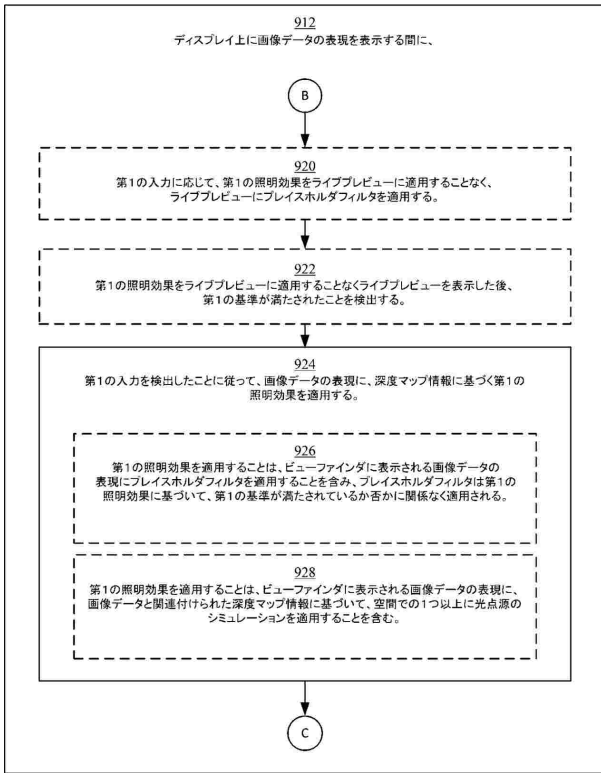 912
ディスプレイ上に画像データの表現を表示する間に、
B
920
第1の入力に応じて、第1の照明効果をライブプレビューに適用することなく、
ライブプレビューにプレイスホルダフィルタを適用する。
922
第1の照明効果をライブプレビューに適用することなくライブプレビューを表示した後、
第1の基準が満たされたことを検出する。
924
第1の入力を検出したことに従って、画像データの表現に、深度マップ情報に基づく第1の
照明効果を適用する。
926
第1の照明効果を適用することは、ビューファインダに表示される画像データの
表現にプレイスホルダフィルタを適用することを含み、プレイスホルダフィルタは第1の
照明効果に基づいて、第1の基準が満たされているか否かに関係なく適用される。
928
第1の照明効果を適用することは、ビューファインダに表示される画像データの表現に、
画像データと関連付けられた深度マップ情報に基づいて、空間での1つ以上に光点源の
シミュレーションを適用することを含む。
C